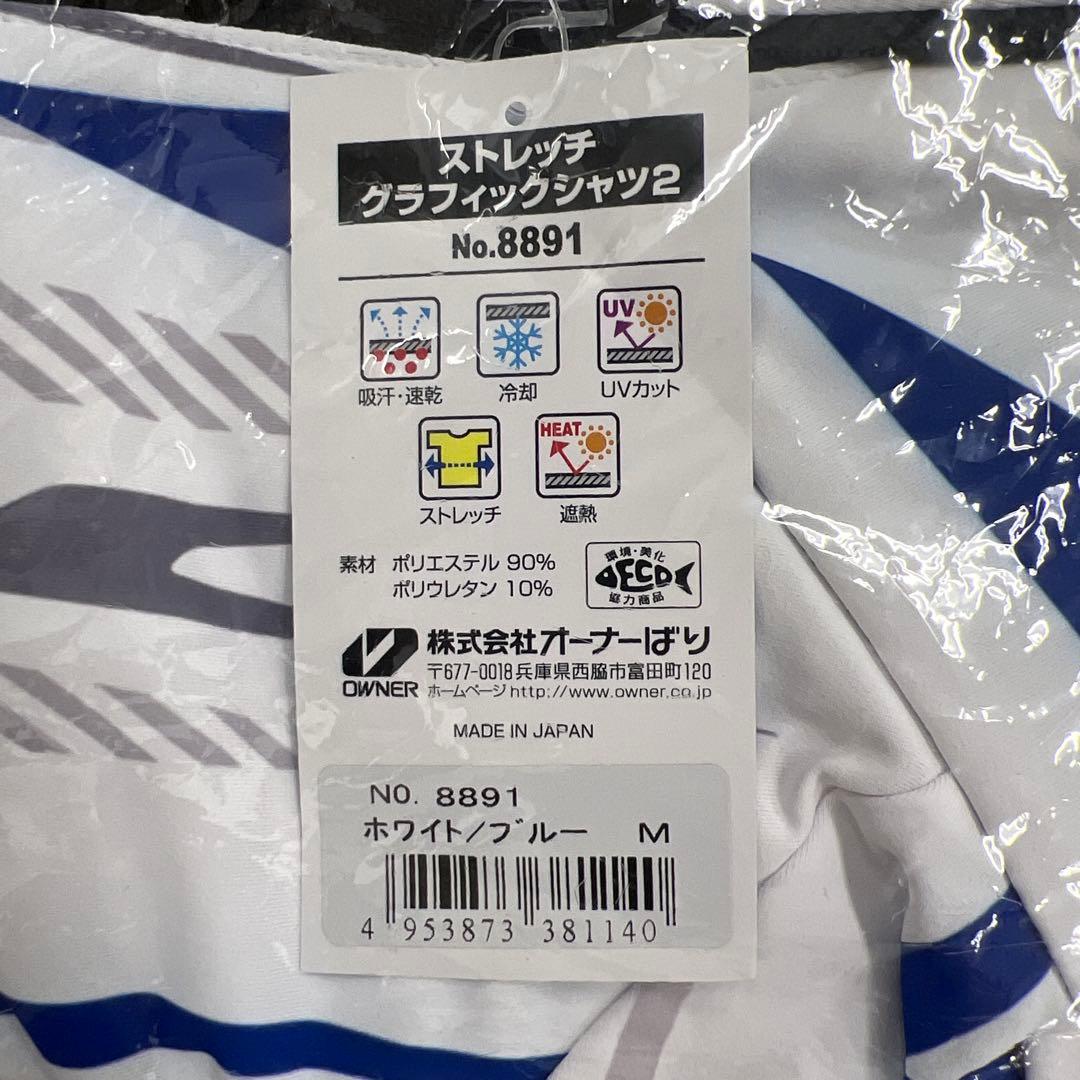 ストレッチ
グラフィックシャツ2
No.8891
吸汗・速乾
冷却
UV
UVカット
ストレッチ
HEAT
遮熱
素材 ポリエステル 90%
ポリウレタン 10%
環境・美化
ECO
協力商品
OWNER
株式会社オーナーばり
〒677-0018 兵庫県西脇市富田町120
ホームページ http://www.owner.co.jp
MADE IN JAPAN
NO. 8891
ホワイト/ブルー M
4 953873 381140